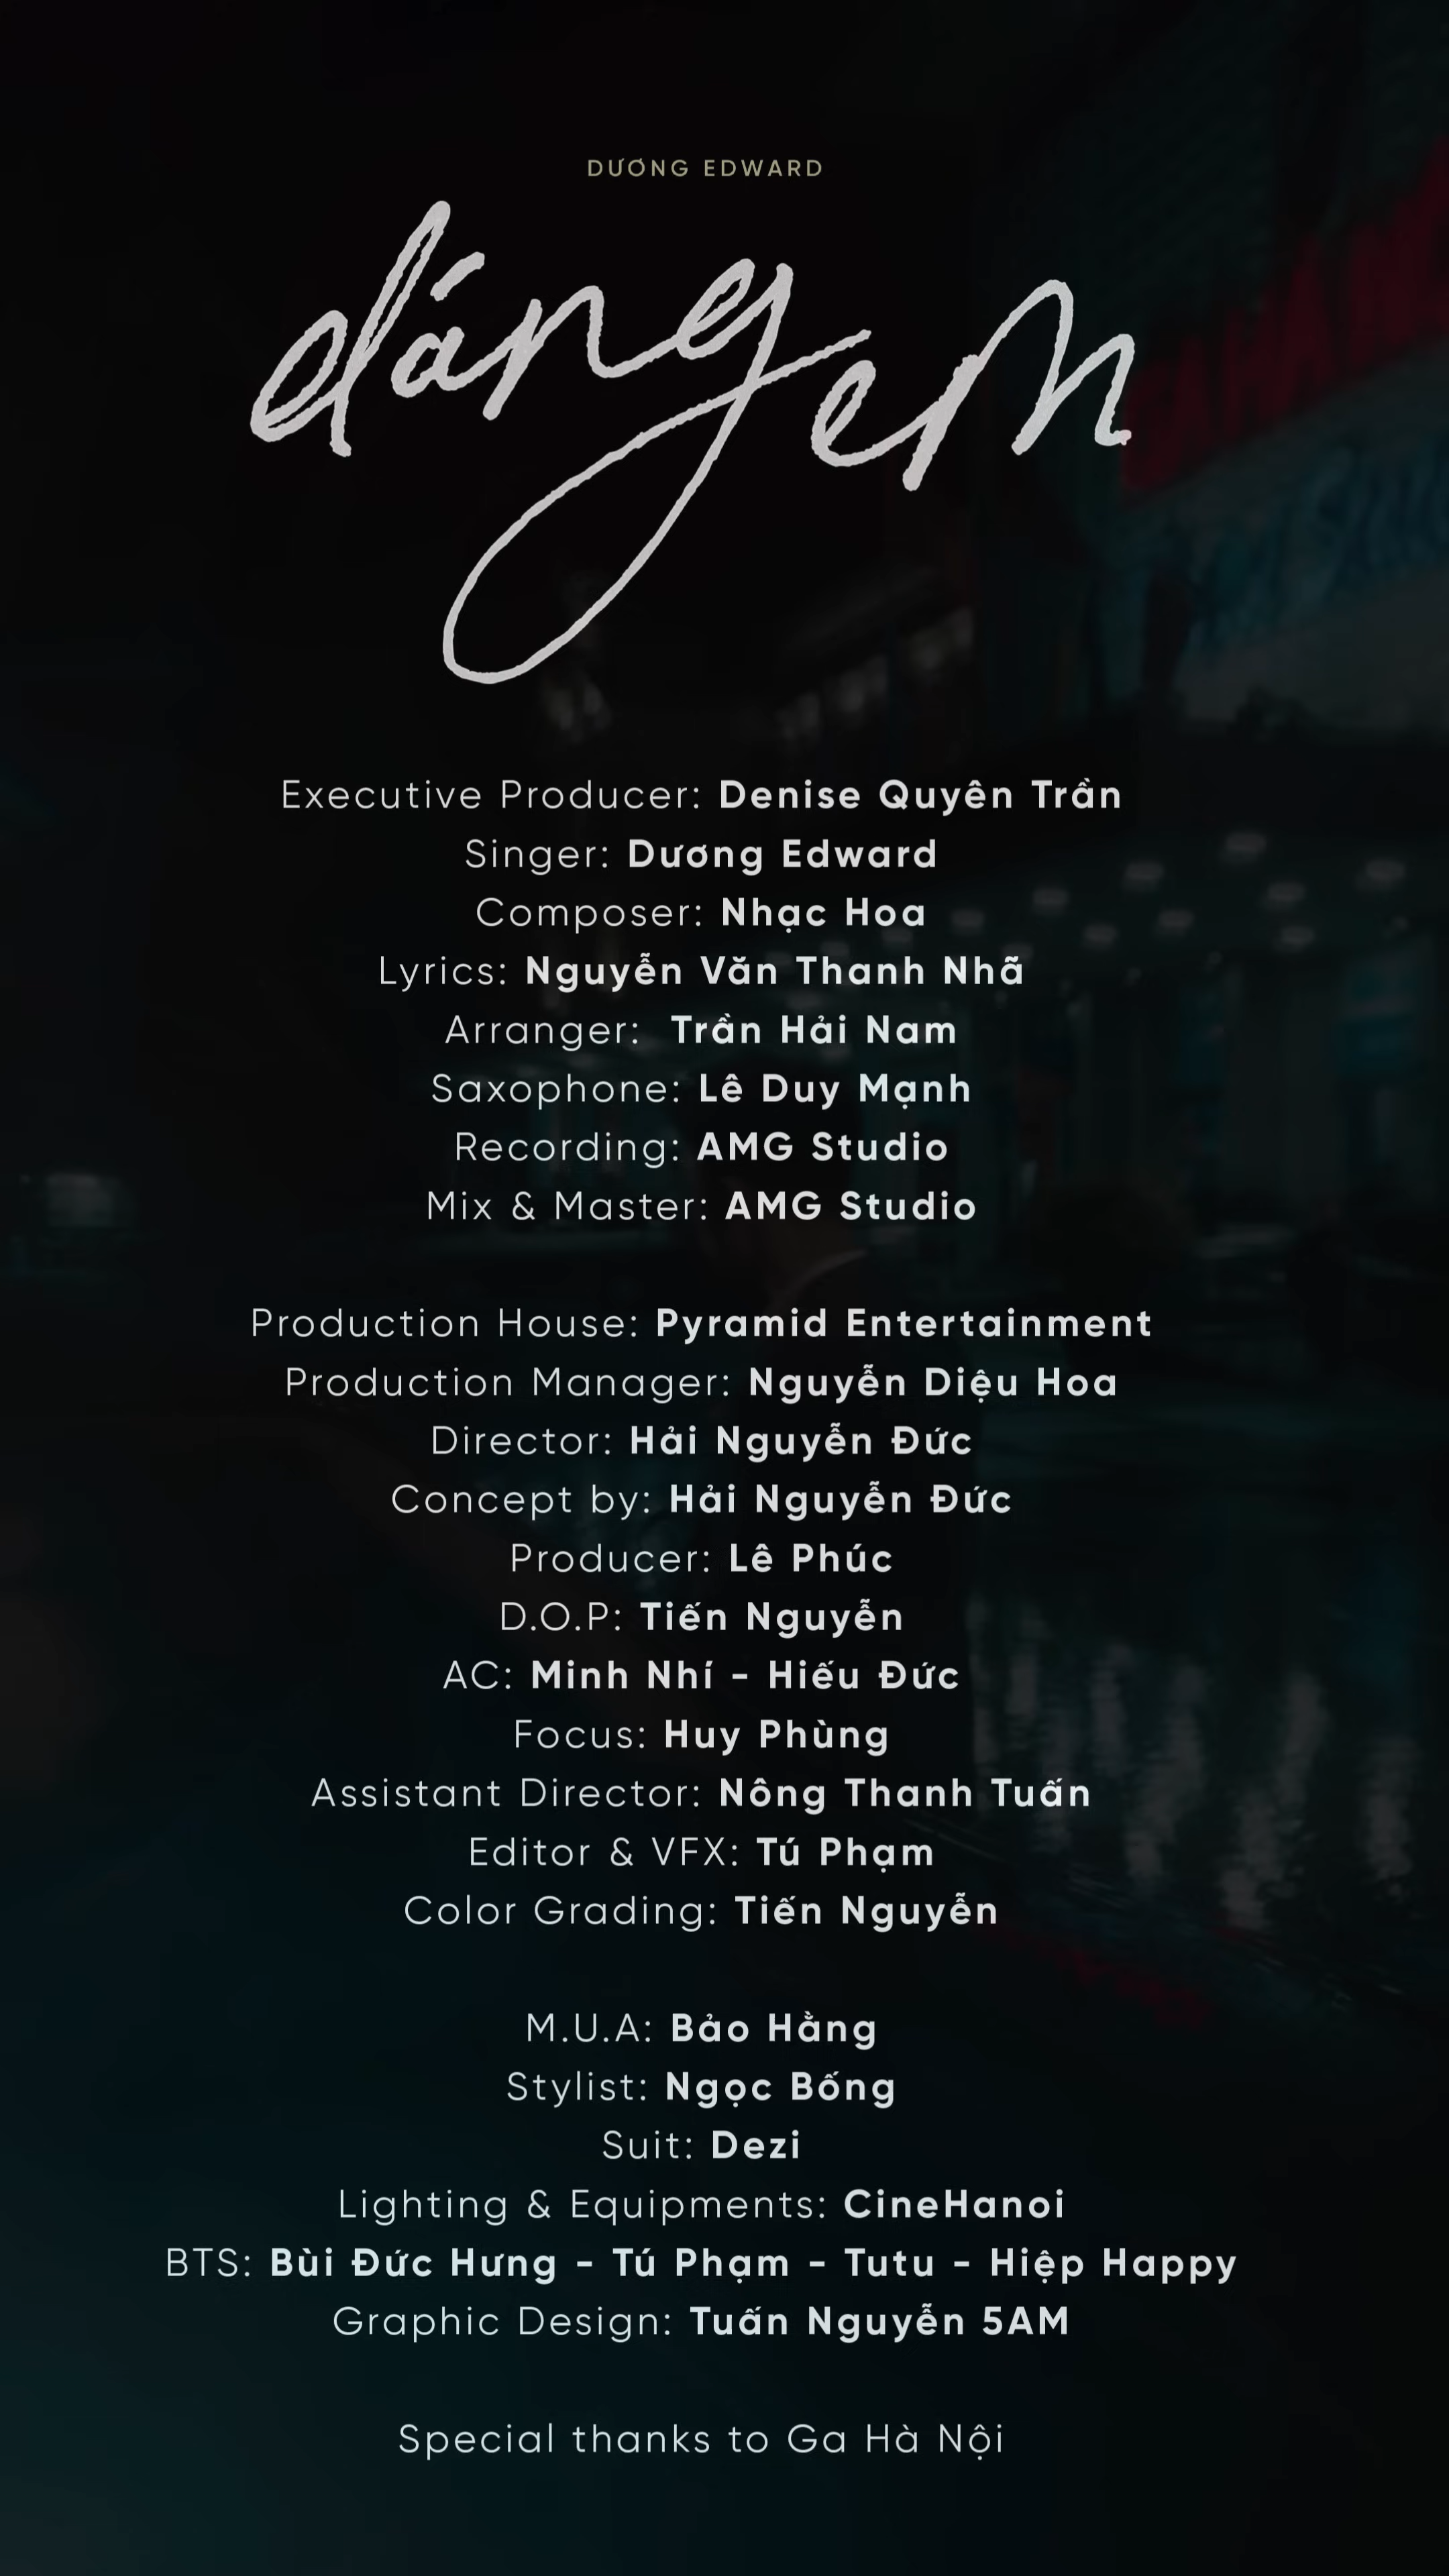 DƯƠNG EDWARD
dáng em
Executive Producer: Denise Quyên Trần
Singer: Dương Edward
Composer: Nhạc Hoa
Lyrics: Nguyễn Văn Thanh Nhã
Arranger: Trần Hải Nam
Saxophone: Lê Duy Mạnh
Recording: AMG Studio
Mix & Master: AMG Studio
Production House: Pyramid Entertainment
Production Manager: Nguyễn Diệu Hoa
Director: Hải Nguyễn Đức
Concept by: Hải Nguyễn Đức
Producer: Lê Phúc
D.O.P: Tiến Nguyễn
AC: Minh Nhí - Hiếu Đức
Focus: Huy Phùng
Assistant Director: Nông Thanh Tuấn
Editor & VFX: Tú Phạm
Color Grading: Tiến Nguyễn
M.U.A: Bảo Hằng
Stylist: Ngọc Bống
Suit: Dezi
Lighting & Equipments: CineHanoi
BTS: Bùi Đức Hưng - Tú Phạm - Tutu - Hiệp Happy
Graphic Design: Tuấn Nguyễn 5AM
Special thanks to Ga Hà Nội